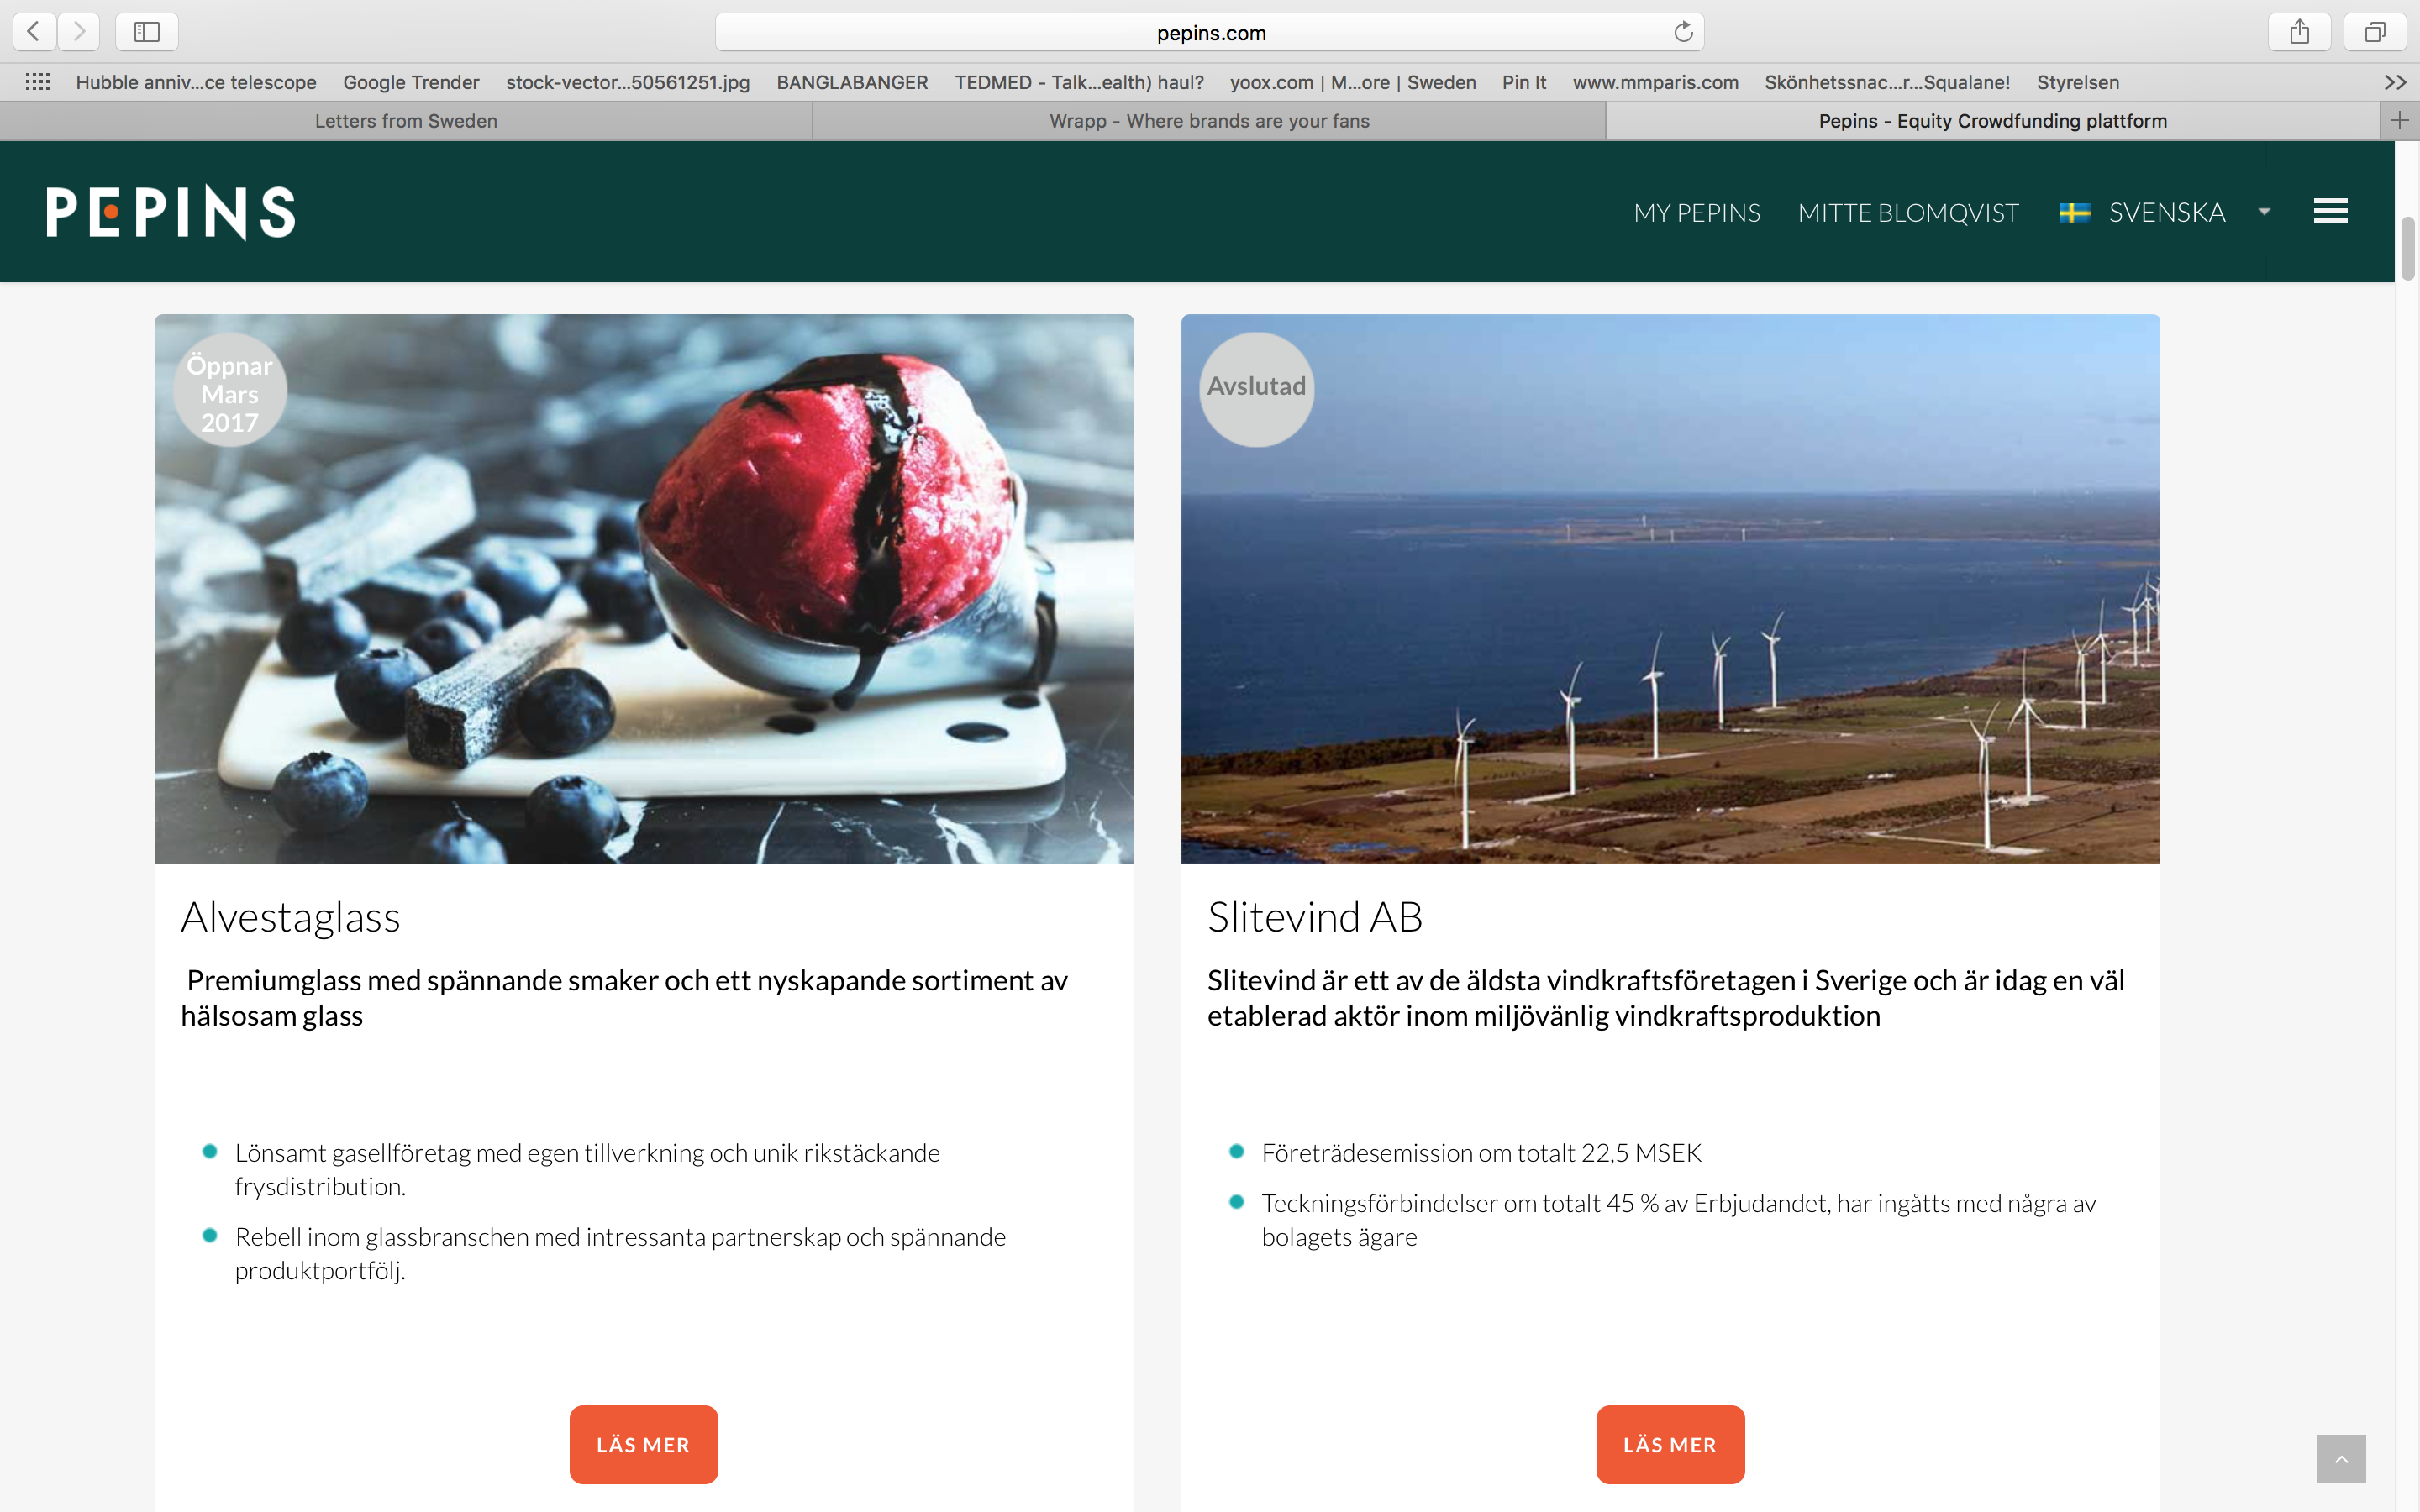 pepins.com
Hubble anniv...ce telescope Google Trender stock-vector...50561251.jpg BANGLABANGER TEDMED - Talk...ealth) haul? yoox.com | M...ore | Sweden Pin It www.mmparis.com Skönhetssnac...r...Squalane! Styrelsen
Letters from Sweden Wrapp - Where brands are your fans Pepins - Equity Crowdfunding plattform
PEPINS MY PEPINS MITTE BLOMQVIST SVENSKA
Öppnar
Mars
2017
Alvestaglass
Premiumglass med spännande smaker och ett nyskapande sortiment av
hälsosam glass
Lönsamt gasellföretag med egen tillverkning och unik rikstäckande
frysdistribution.
Rebell inom glassbranschen med intressanta partnerskap och spännande
produktportfölj.
LÄS MER
Avslutad
Slitevind AB
Slitevind är ett av de äldsta vindkraftsföretagen i Sverige och är idag en väl
etablerad aktör inom miljövänlig vindkraftsproduktion
Företrädesemission om totalt 22,5 MSEK
Teckningsförbindelser om totalt 45 % av Erbjudandet, har ingåtts med några av
bolagets ägare
LÄS MER